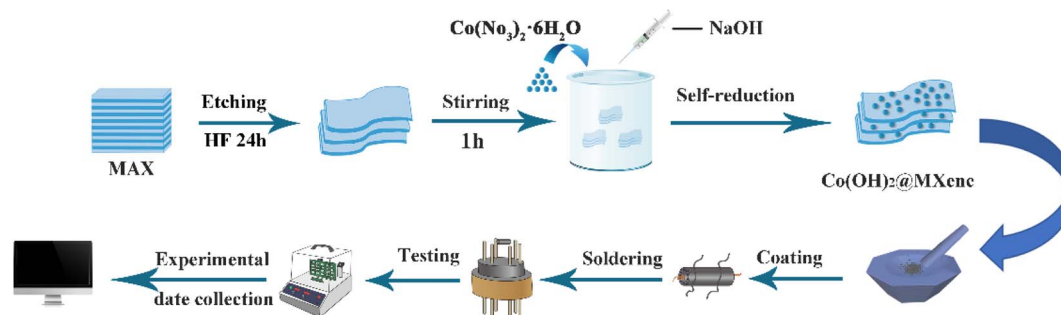 Co(No₃)₂·6H₂O
NaOH
Etching
HF 24h
Stirring
1h
Self-reduction
MAX
Co(OH)₂@MXene
Experimental
date collection
Testing
Soldering
Coating